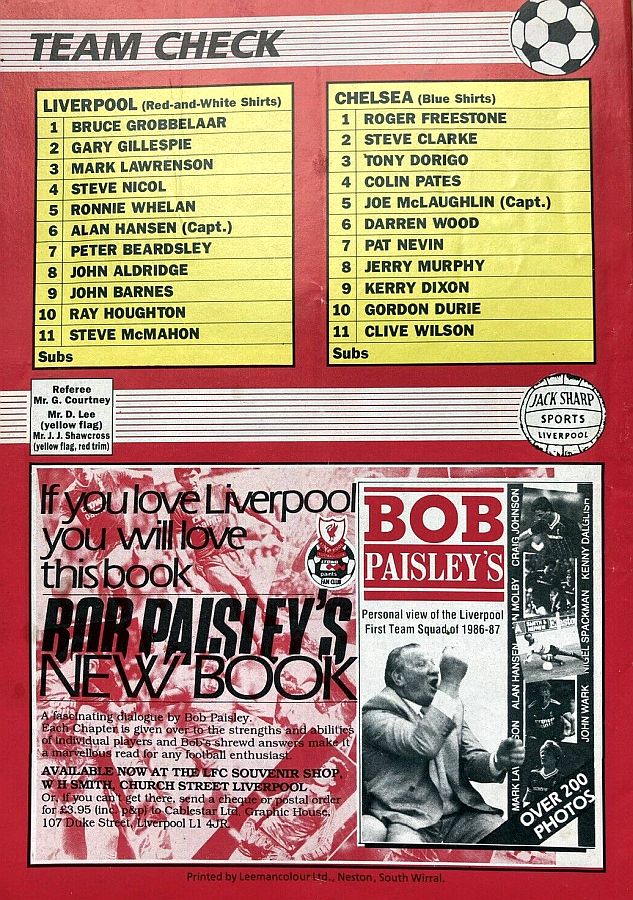 TEAM CHECK
LIVERPOOL (Red-and-White Shirts)
1 BRUCE GROBBELAAR
2 GARY GILLESPIE
3 MARK LAWRENSON
4 STEVE NICOL
5 RONNIE WHELAN
6 ALAN HANSEN (Capt.)
7 PETER BEARDSLEY
8 JOHN ALDRIDGE
9 JOHN BARNES
10 RAY HOUGHTON
11 STEVE McMAHON
Subs
CHELSEA (Blue Shirts)
1 ROGER FREESTONE
2 STEVE CLARKE
3 TONY DORIGO
4 COLIN PATES
5 JOE McLAUGHLIN (Capt.)
6 DARREN WOOD
7 PAT NEVIN
8 JERRY MURPHY
9 KERRY DIXON
10 GORDON DURIE
11 CLIVE WILSON
Subs
Referee
Mr. G. Courtney
Mr. D. Lee
(yellow flag)
Mr. J. J. Shawcross
(yellow flag, red trim)
JACK SHARP
SPORTS
LIVERPOOL
If you love Liverpool
you will love
this book
BOB PAISLEY'S
NEW BOOK
A fascinating dialogue by Bob Paisley.
Each Chapter is given over to the strengths and abilities
of individual players and Bob's shrewd answers make it
a marvellous read for any football enthusiast.
AVAILABLE NOW AT THE LFC SOUVENIR SHOP,
W H SMITH, CHURCH STREET LIVERPOOL
Or, if you can't get there, send a cheque or postal order
for £3.95 (inc. p&p) to Cablestar Ltd. Graphic House,
107 Duke Street, Liverpool L1 4JR.
FAN CLUB
BOB
PAISLEY'S
Personal view of the Liverpool
First Team Squad of 1986-87
CRAIG JOHNSON
JAN MOLBY
ALAN HANSEN
MARK
KENNY DALGLISH
NIGEL SPACKMAN
JOHN WARK
OVER 200
PHOTOS
Printed by Leemancolour Ltd., Neston, South Wirral.